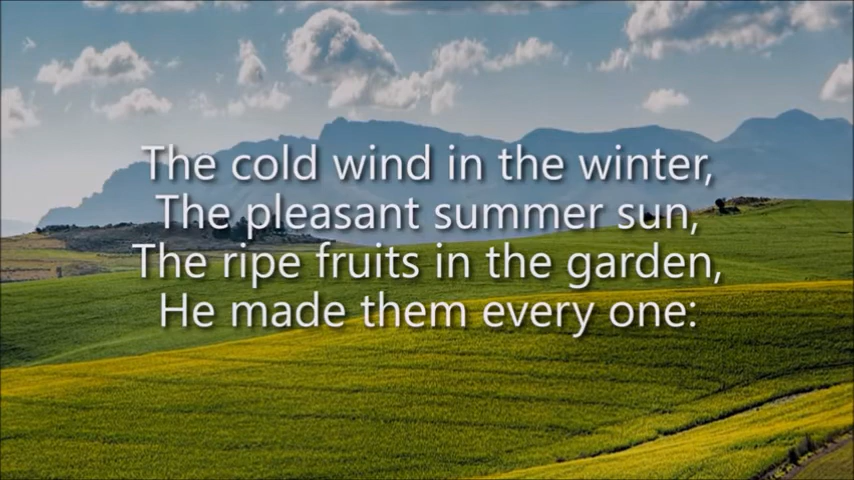 The cold wind in the winter,
The pleasant summer sun,
The ripe fruits in the garden,
He made them every one: